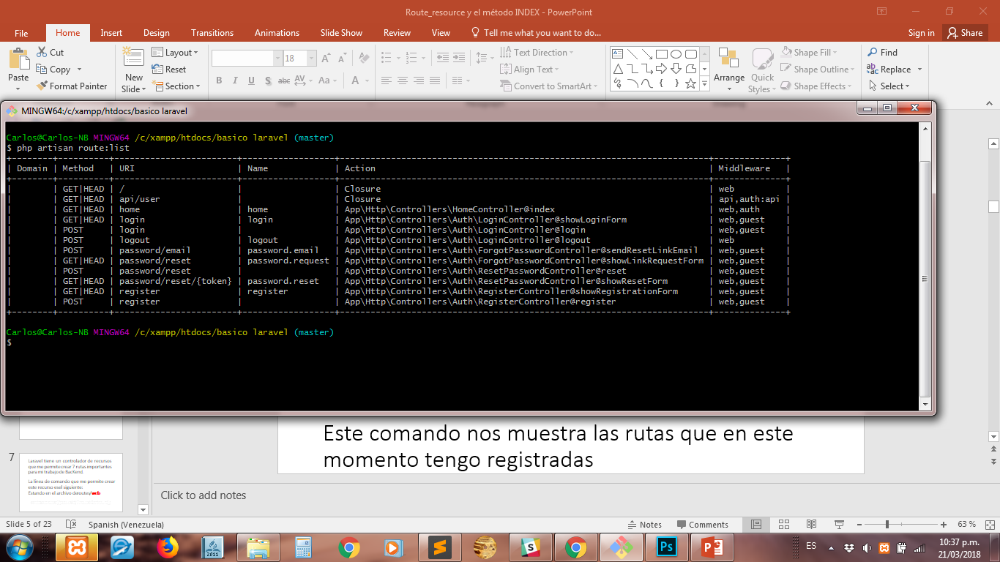 Route_resource y el método INDEX - PowerPoint
File Home Insert Design Transitions Animations Slide Show Review View Tell me what you want to do... Sign in Share
Paste
Cut
Copy
Format Painter
New Slide
Layout
Reset
Section
18
B I U S abc AV Aa A
Text Direction
Align Text
Convert to SmartArt
Arrange
Quick Styles
Shape Fill
Shape Outline
Shape Effects
Find
Replace
Select
MINGW64:/c/xampp/htdocs/basico laravel
Carlos@Carlos-NB MINGW64 /c/xampp/htdocs/basico laravel (master)
$ php artisan route:list
| Domain | Method | URI | Name | Action | Middleware |
| | GET|HEAD | / | | Closure | web |
| | GET|HEAD | api/user | | Closure | api,auth:api |
| | GET|HEAD | home | home | App\Http\Controllers\HomeController@index | web,auth |
| | GET|HEAD | login | login | App\Http\Controllers\Auth\LoginController@showLoginForm | web,guest |
| | POST | login | | App\Http\Controllers\Auth\LoginController@login | web,guest |
| | POST | logout | logout | App\Http\Controllers\Auth\LoginController@logout | web |
| | POST | password/email | password.email | App\Http\Controllers\Auth\ForgotPasswordController@sendResetLinkEmail | web,guest |
| | GET|HEAD | password/reset | password.request | App\Http\Controllers\Auth\ForgotPasswordController@showLinkRequestForm | web,guest |
| | POST | password/reset | | App\Http\Controllers\Auth\ResetPasswordController@reset | web,guest |
| | GET|HEAD | password/reset/{token} | password.reset | App\Http\Controllers\Auth\ResetPasswordController@showResetForm | web,guest |
| | GET|HEAD | register | register | App\Http\Controllers\Auth\RegisterController@showRegistrationForm | web,guest |
| | POST | register | | App\Http\Controllers\Auth\RegisterController@register | web,guest |
Carlos@Carlos-NB MINGW64 /c/xampp/htdocs/basico laravel (master)
$
Este comando nos muestra las rutas que en este
momento tengo registradas
7
Laravel tiene un controlador de recursos
que me permite crear 7 rutas importantes
para mi trabajo de BacKend.
La línea de comando que me permite crear
este recurso es el siguiente:
Estando en el archivo de routes/web
Click to add notes
Slide 5 of 23 Spanish (Venezuela) Notes Comments 63 %
2011
Ps
ES
10:37 p.m.
21/03/2018